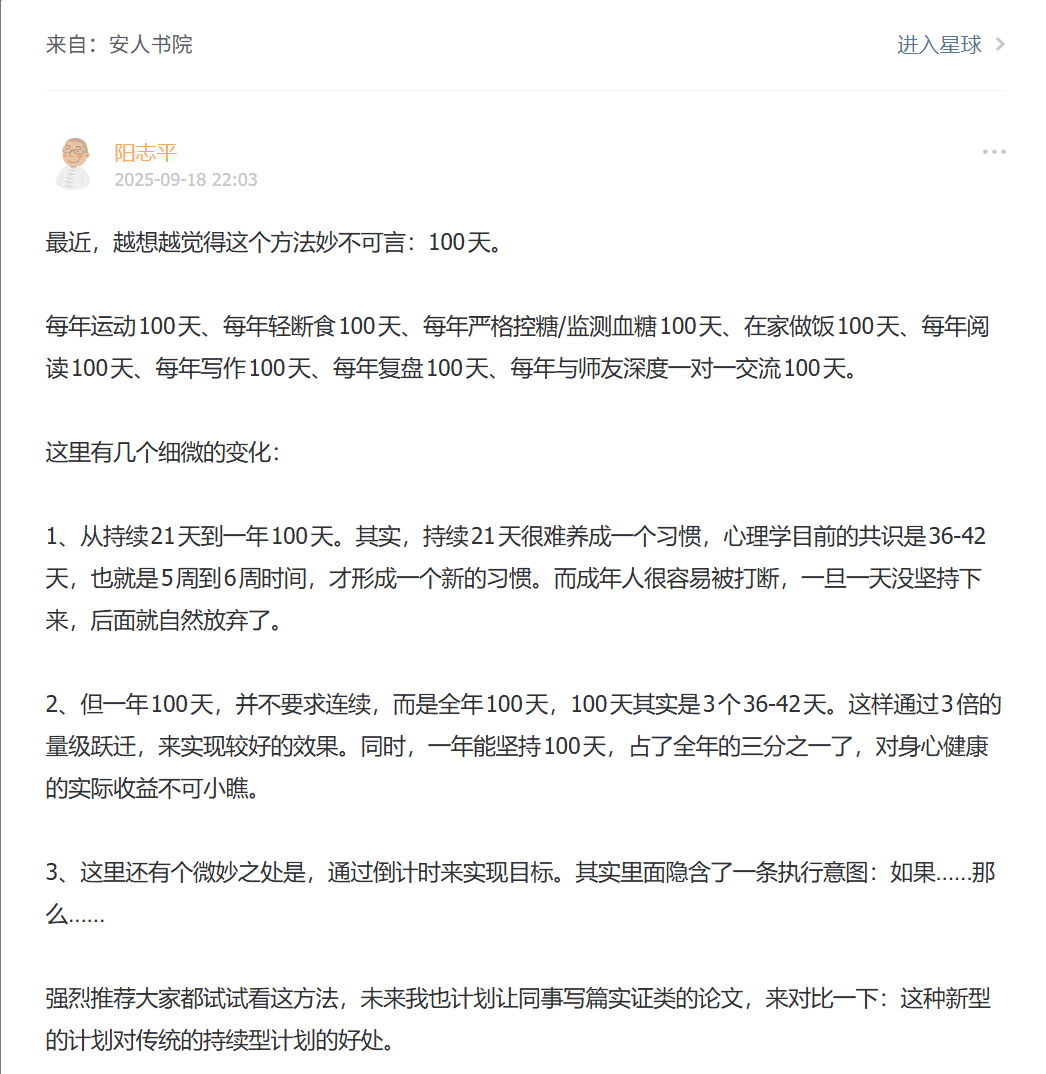 来自：安人书院
进入星球
阳志平
2025-09-18 22:03
最近，越想越觉得这个方法妙不可言：100天。
每年运动100天、每年轻断食100天、每年严格控糖/监测血糖100天、在家做饭100天、每年阅
读100天、每年写作100天、每年复盘100天、每年与师友深度一对一交流100天。
这里有几个细微的变化：
1、从持续21天到一年100天。其实，持续21天很难养成一个习惯，心理学目前的共识是36-42
天，也就是5周到6周时间，才形成一个新的习惯。而成年人很容易被打断，一旦一天没坚持下
来，后面就自然放弃了。
2、但一年100天，并不要求连续，而是全年100天，100天其实是3个36-42天。这样通过3倍的
量级跃迁，来实现较好的效果。同时，一年能坚持100天，占了全年的三分之一了，对身心健康
的实际收益不可小瞧。
3、这里还有个微妙之处是，通过倒计时来实现目标。其实里面隐含了一条执行意图：如果……那
么……
强烈推荐大家都试试看这方法，未来我也计划让同事写篇实证类的论文，来对比一下：这种新型
的计划对传统的持续型计划的好处。